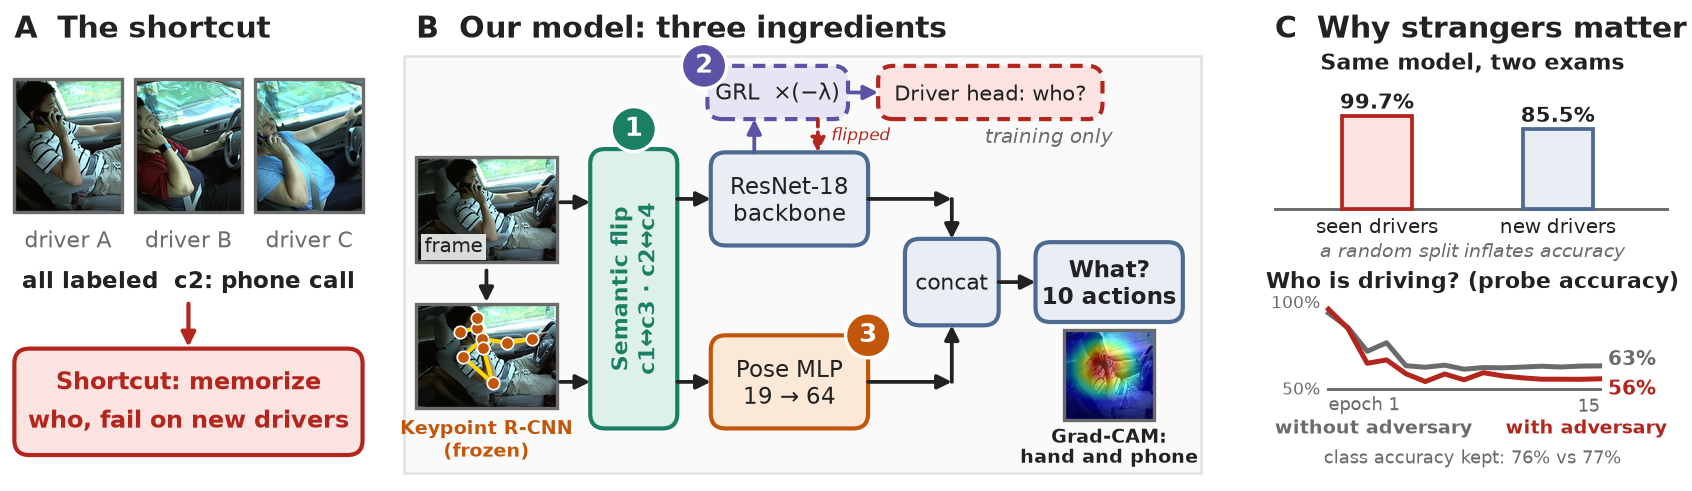 A The shortcut
driver A
driver B
driver C
all labeled c2: phone call
Shortcut: memorize
who, fail on new drivers
B Our model: three ingredients
2
GRL ×(−λ)
Driver head: who?
flipped
training only
1
Semantic flip
c1↔c3 · c2↔c4
frame
Keypoint R-CNN
(frozen)
ResNet-18
backbone
3
Pose MLP
19 → 64
concat
What?
10 actions
Grad-CAM:
hand and phone
C Why strangers matter
Same model, two exams
99.7%
85.5%
seen drivers
new drivers
a random split inflates accuracy
Who is driving? (probe accuracy)
100%
63%
50%
56%
epoch 1
15
without adversary
with adversary
class accuracy kept: 76% vs 77%